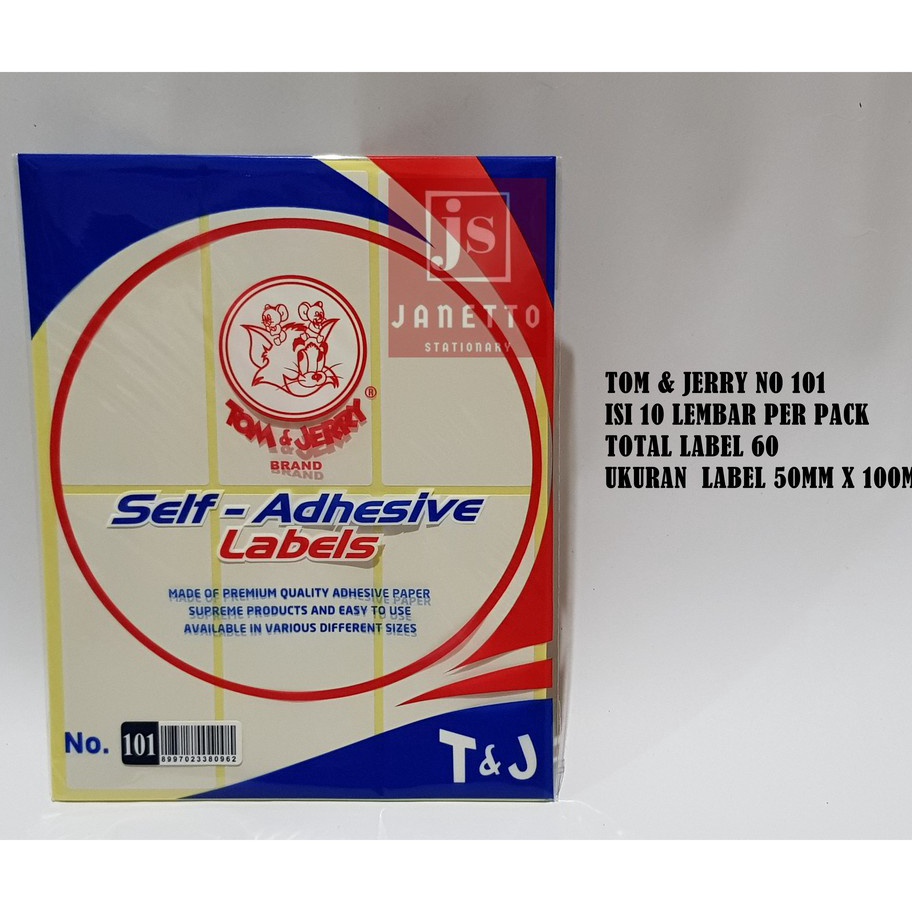 js
JANETTO
STATIONARY
TOM & JERRY ®
BRAND
Self - Adhesive
Labels
MADE OF PREMIUM QUALITY ADHESIVE PAPER
SUPREME PRODUCTS AND EASY TO USE
AVAILABLE IN VARIOUS DIFFERENT SIZES
No. 101
8997023380962
T&J
TOM & JERRY NO 101
ISI 10 LEMBAR PER PACK
TOTAL LABEL 60
UKURAN LABEL 50MM X 100M